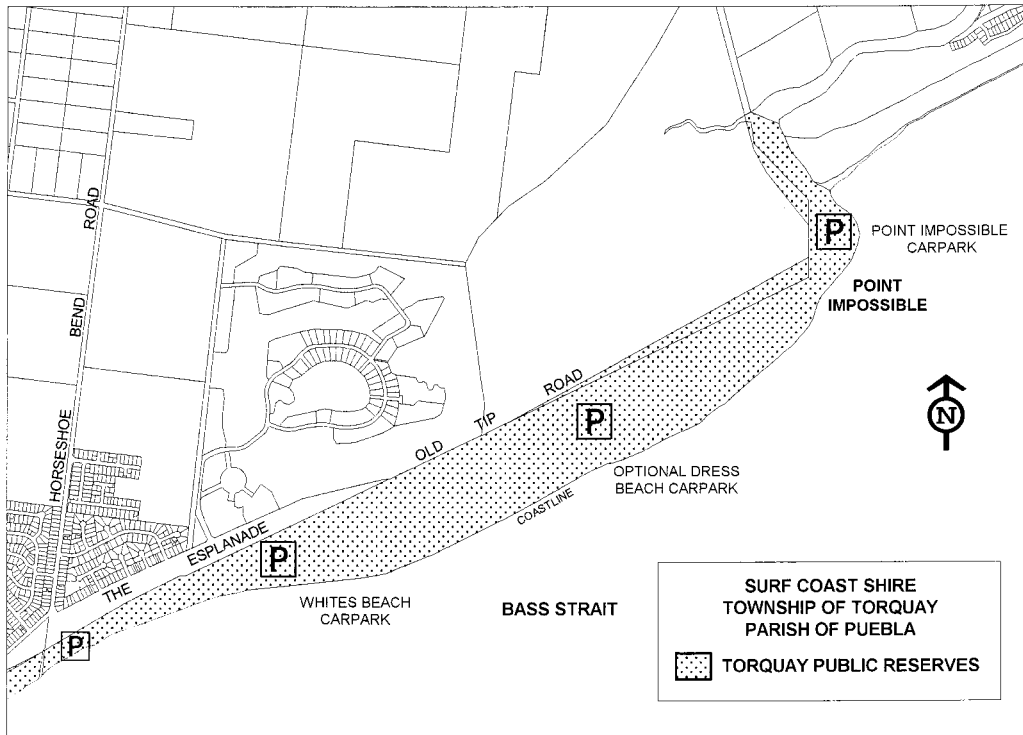 P
POINT IMPOSSIBLE
CARPARK
POINT
IMPOSSIBLE
HORSESHOE BEND ROAD
THE ESPLANADE
OLD TIP ROAD
P
N
OPTIONAL DRESS
BEACH CARPARK
COASTLINE
P
WHITES BEACH
CARPARK
BASS STRAIT
P
SURF COAST SHIRE
TOWNSHIP OF TORQUAY
PARISH OF PUEBLA
TORQUAY PUBLIC RESERVES